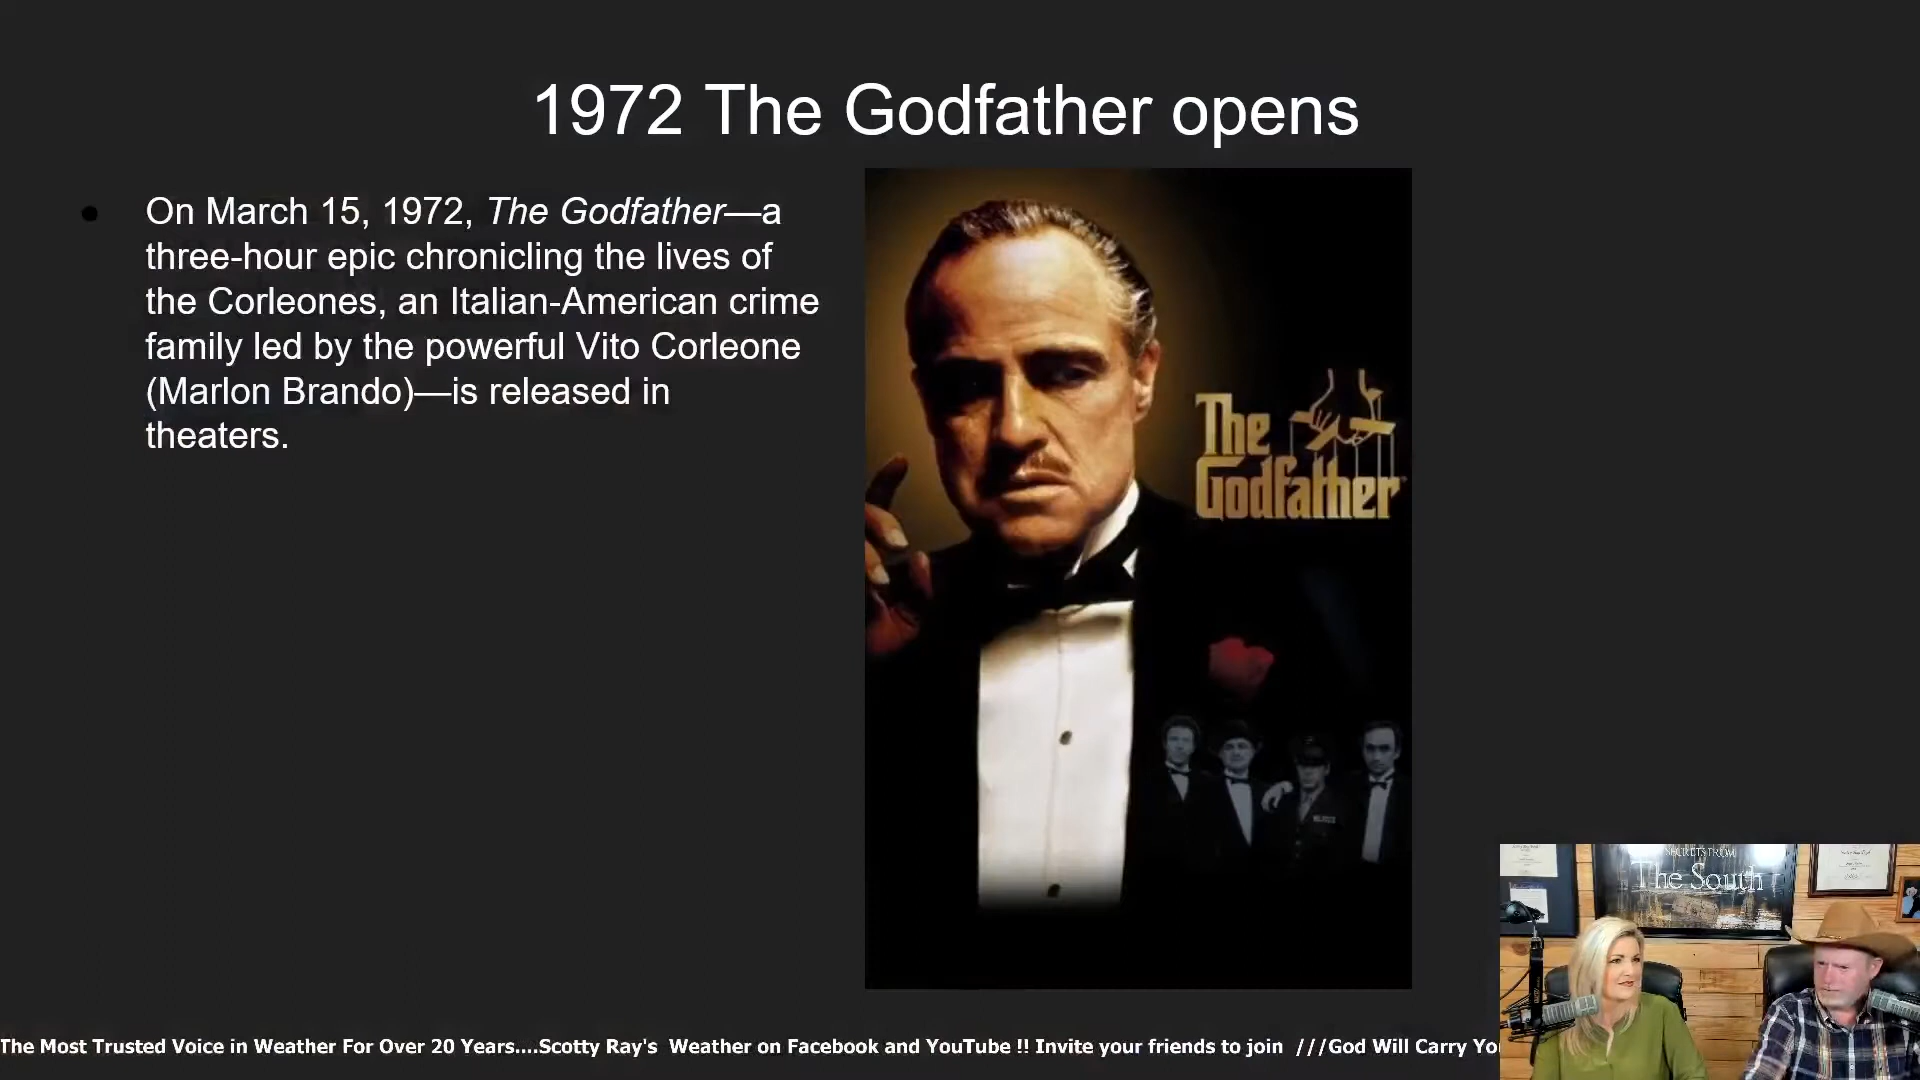 1972 The Godfather opens
On March 15, 1972, The Godfather—a
three-hour epic chronicling the lives of
the Corleones, an Italian-American crime
family led by the powerful Vito Corleone
(Marlon Brando)—is released in
theaters.
The
Godfather
SECRETS FROM
The South
The Most Trusted Voice in Weather For Over 20 Years....Scotty Ray's Weather on Facebook and YouTube !! Invite your friends to join ///God Will Carry Yo